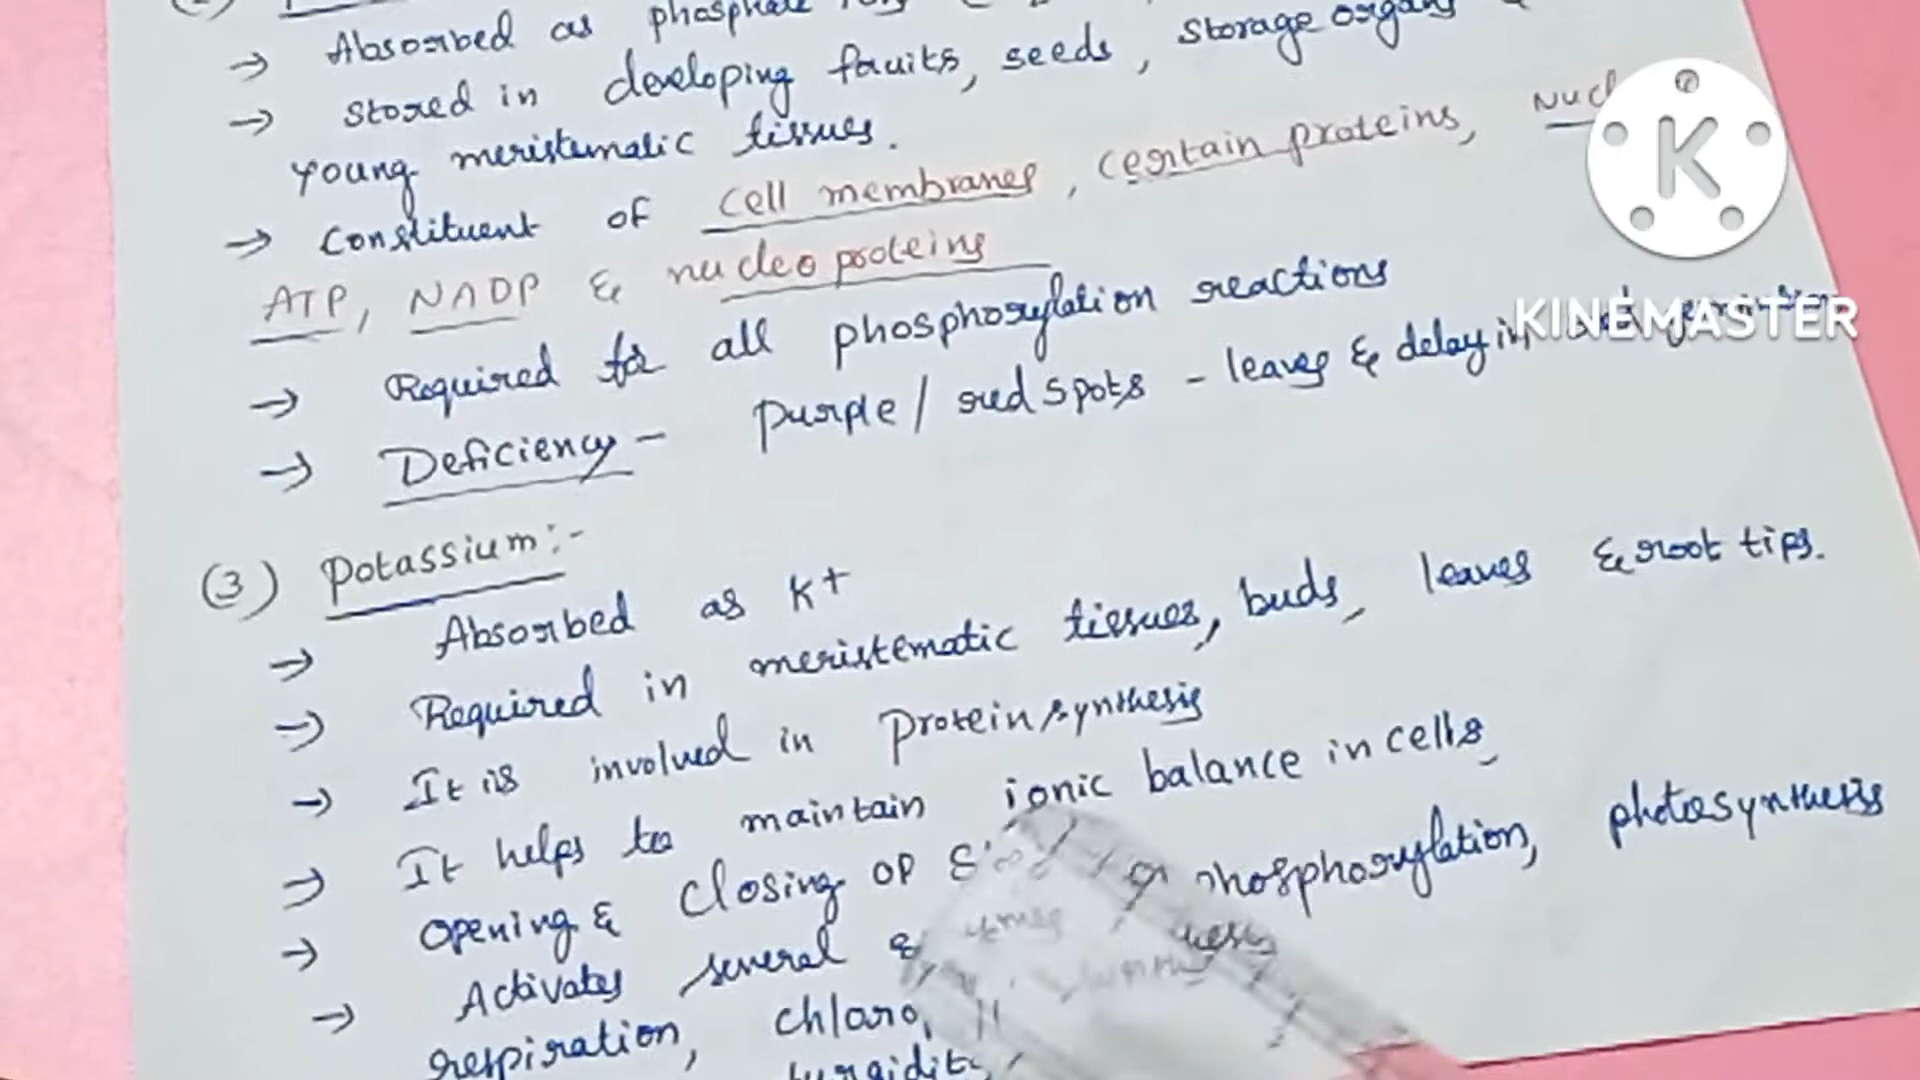 → Absorbed as phosphate
→ Stored in developing fruits, seeds, storage organs &
young meristematic tissues.
→ Constituent of cell membranes, certain proteins,
ATP, NADP & nucleoproteins
→ Required for all phosphorylation reactions
→ Deficiency - purple / red spots - leaves & delay in
(3) Potassium:-
→ Absorbed as K+
→ Required in meristematic tissues, buds, leaves & root tips.
→ It is involved in protein synthesis
→ It helps to maintain ionic balance in cells
→ Opening & closing of
→ Activates several phosphorylation, photosynthesis
respiration,
K
KINEMASTER